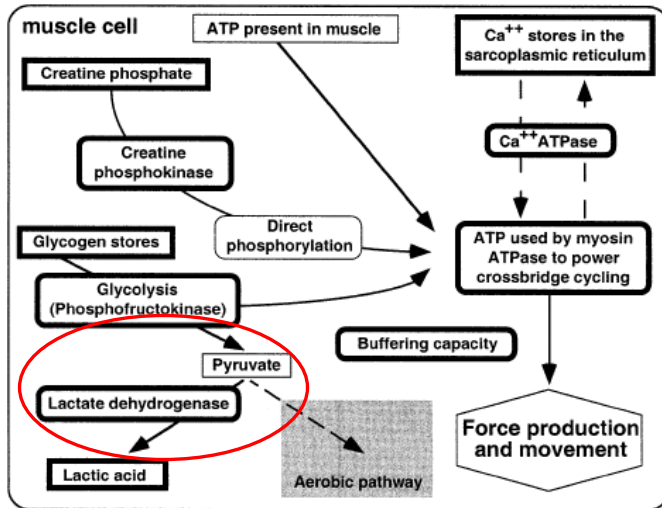 muscle cell
ATP present in muscle
Ca++ stores in the
sarcoplasmic reticulum
Creatine phosphate
Ca++ATPase
Creatine
phosphokinase
Direct
phosphorylation
ATP used by myosin
ATPase to power
crossbridge cycling
Glycogen stores
Glycolysis
(Phosphofructokinase)
Buffering capacity
Pyruvate
Lactate dehydrogenase
Force production
and movement
Lactic acid
Aerobic pathway